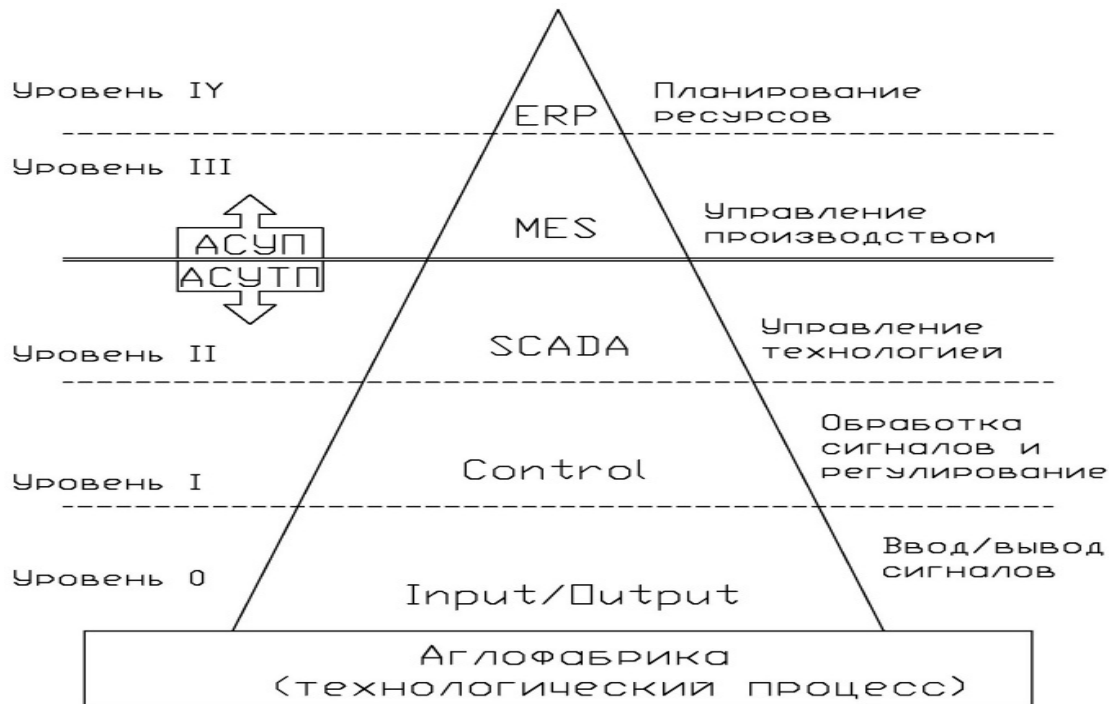 Уровень IY
ERP
Планирование
ресурсов
Уровень III
АСУП
MES
Управление
производством
АСУТП
Уровень II
SCADA
Управление
технологией
Уровень I
Control
Обработка
сигналов и
регулирование
Уровень 0
Input/Output
Ввод/вывод
сигналов
Аглофабрика
(технологический процесс)